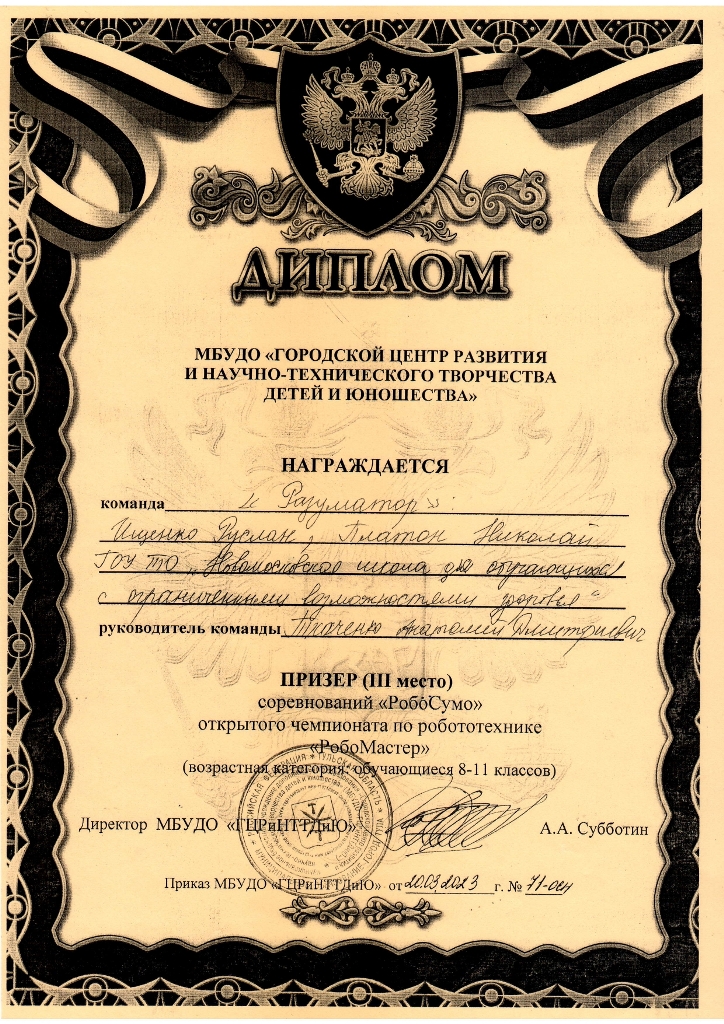 ДИПЛОМ
МБУДО «ГОРОДСКОЙ ЦЕНТР РАЗВИТИЯ
И НАУЧНО-ТЕХНИЧЕСКОГО ТВОРЧЕСТВА
ДЕТЕЙ И ЮНОШЕСТВА»
НАГРАЖДАЕТСЯ
команда « Разуматор »
Ищенко Руслан, Платон Николай
ГОУ ТО „Новомосковская школа для обучающихся
с ограниченными возможностями здоровья“
руководитель команды Анатолий Дмитриевич
ПРИЗЕР (III место)
соревнований «РобоСумо»
открытого чемпионата по робототехнике
«РобоМастер»
(возрастная категория: обучающиеся 8-11 классов)
Директор МБУДО «ГЦРиНТТДиЮ» А.А. Субботин
Приказ МБУДО «ГЦРиНТТДиЮ» от 20.03.2023 г. № 71-осн